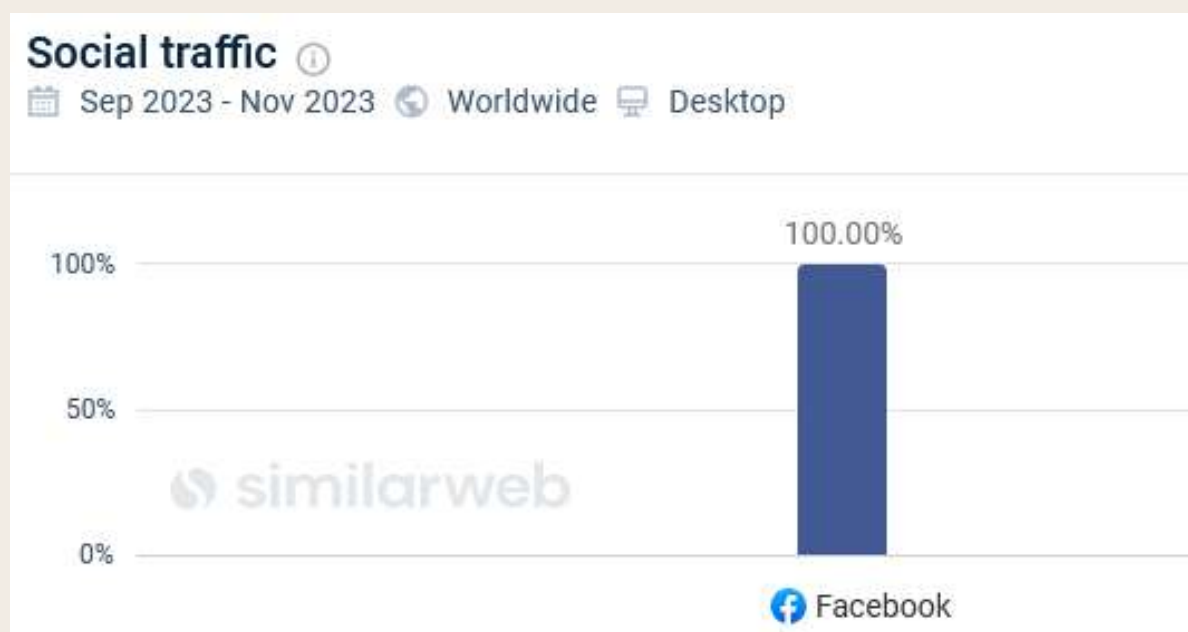 Social traffic
Sep 2023 - Nov 2023 Worldwide Desktop
100.00%
100%
50%
similarweb
0%
Facebook